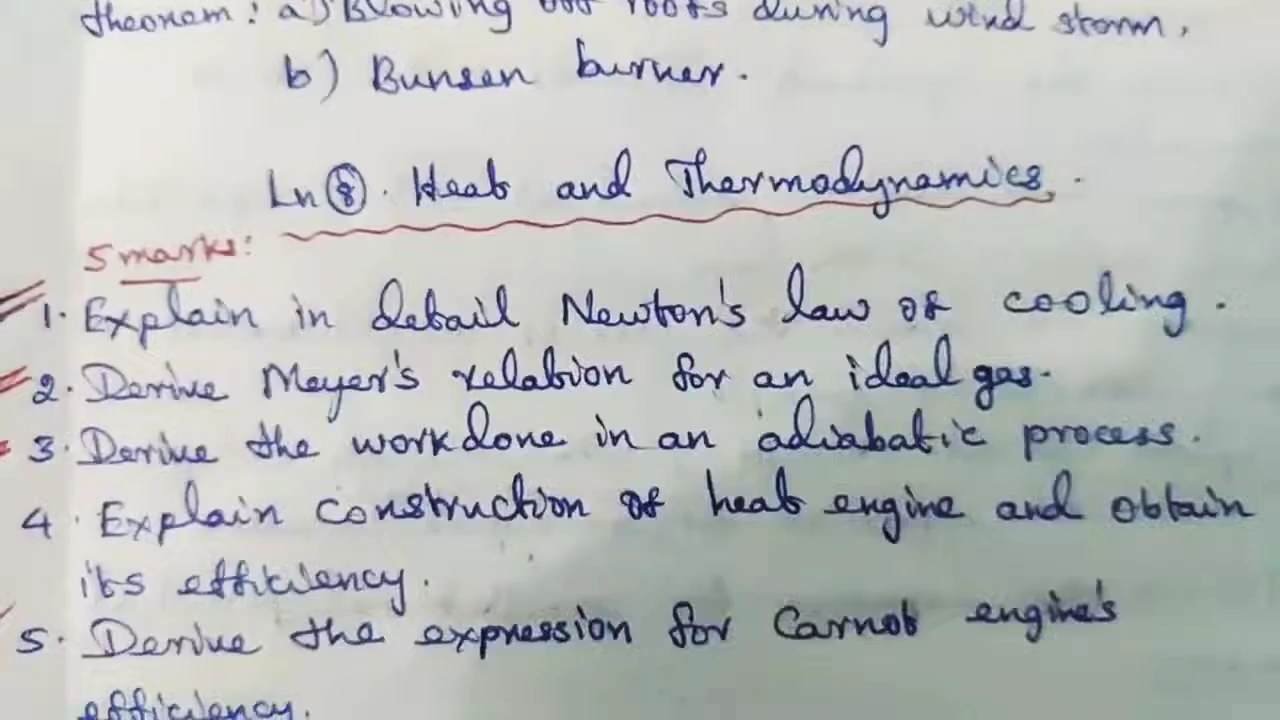 theorem : a) Blowing off roofs during wind storm.
b) Bunsen burner.
Ln ⑧. Heat and Thermodynamics.
5 marks:
1. Explain in detail Newton's law of cooling.
2. Derive Meyer's relation for an ideal gas.
3. Derive the workdone in an adiabatic process.
4. Explain construction of heat engine and obtain
its efficiency.
5. Derive the expression for Carnot engine's
efficiency.